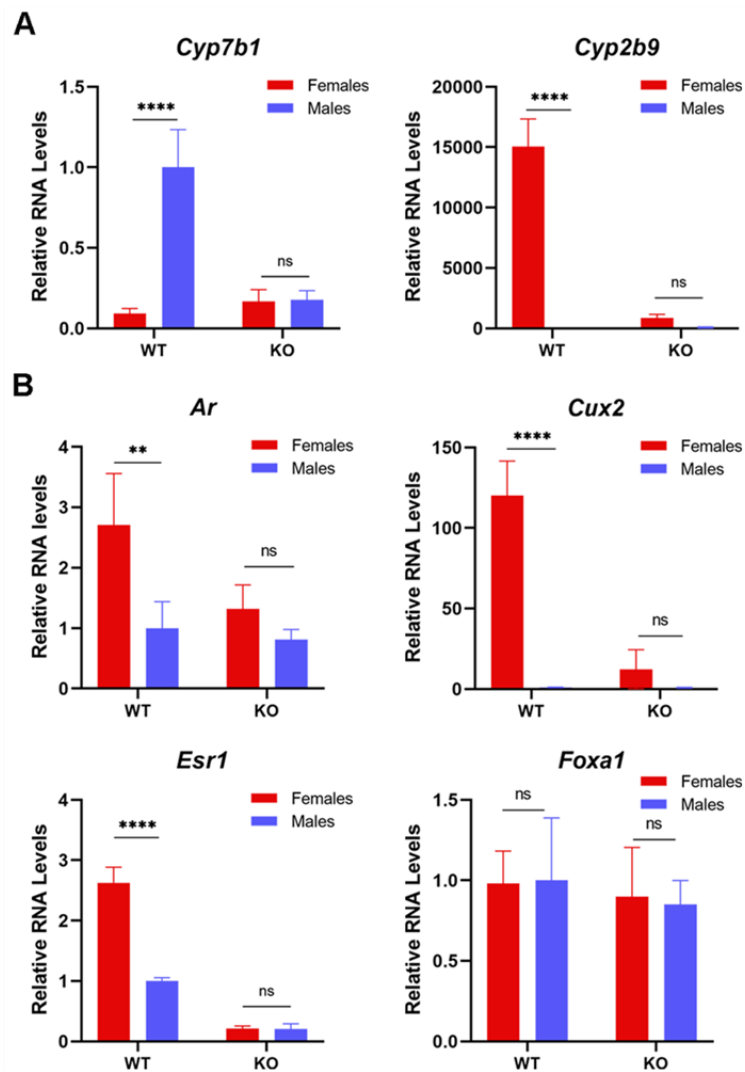 A
Cyp7b1
Relative RNA Levels
1.5
1.0
0.5
0.0
****
ns
Females
Males
WT
KO
Cyp2b9
Relative RNA Levels
20000
15000
10000
5000
0
****
ns
Females
Males
WT
KO
B
Ar
Relative RNA levels
4
3
2
1
0
**
ns
Females
Males
WT
KO
Cux2
Relative RNA Levels
150
100
50
0
****
ns
Females
Males
WT
KO
Esr1
Relative RNA Levels
4
3
2
1
0
****
ns
Females
Males
WT
KO
Foxa1
Relative RNA Levels
1.5
1.0
0.5
0.0
ns
ns
Females
Males
WT
KO